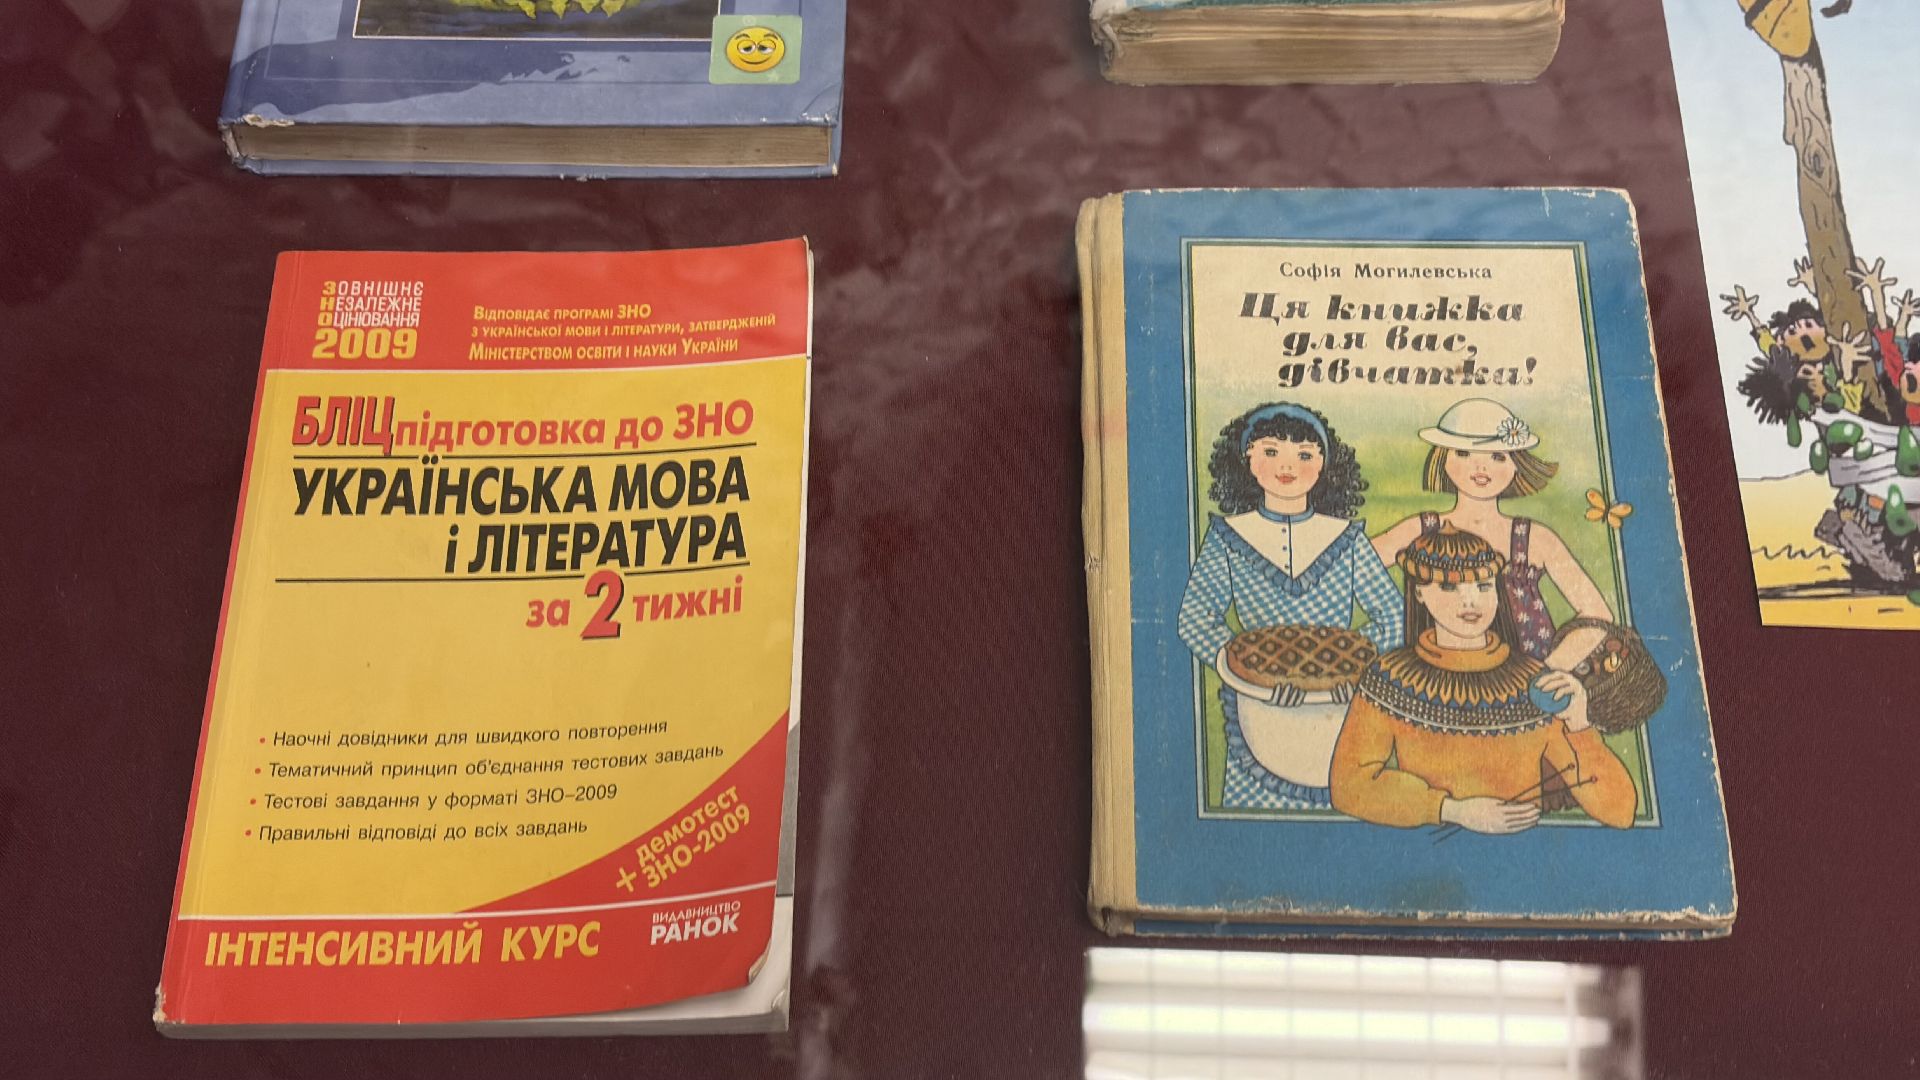 ЗОВНІШНЄ
НЕЗАЛЕЖНЕ
ОЦІНЮВАННЯ
2009
ВІДПОВІДАЄ ПРОГРАМІ ЗНО
З УКРАЇНСЬКОЇ МОВИ І ЛІТЕРАТУРИ, ЗАТВЕРДЖЕНІЙ
МІНІСТЕРСТВОМ ОСВІТИ І НАУКИ УКРАЇНИ
БЛІЦпідготовка до ЗНО
УКРАЇНСЬКА МОВА
і ЛІТЕРАТУРА
за 2 тижні
• Наочні довідники для швидкого повторення
• Тематичний принцип об'єднання тестових завдань
• Тестові завдання у форматі ЗНО–2009
• Правильні відповіді до всіх завдань
+ демотест
ЗНО-2009
ІНТЕНСИВНИЙ КУРС
ВИДАВНИЦТВО
РАНОК
Софія Могилевська
Ця книжка
для вас,
дівчатка!